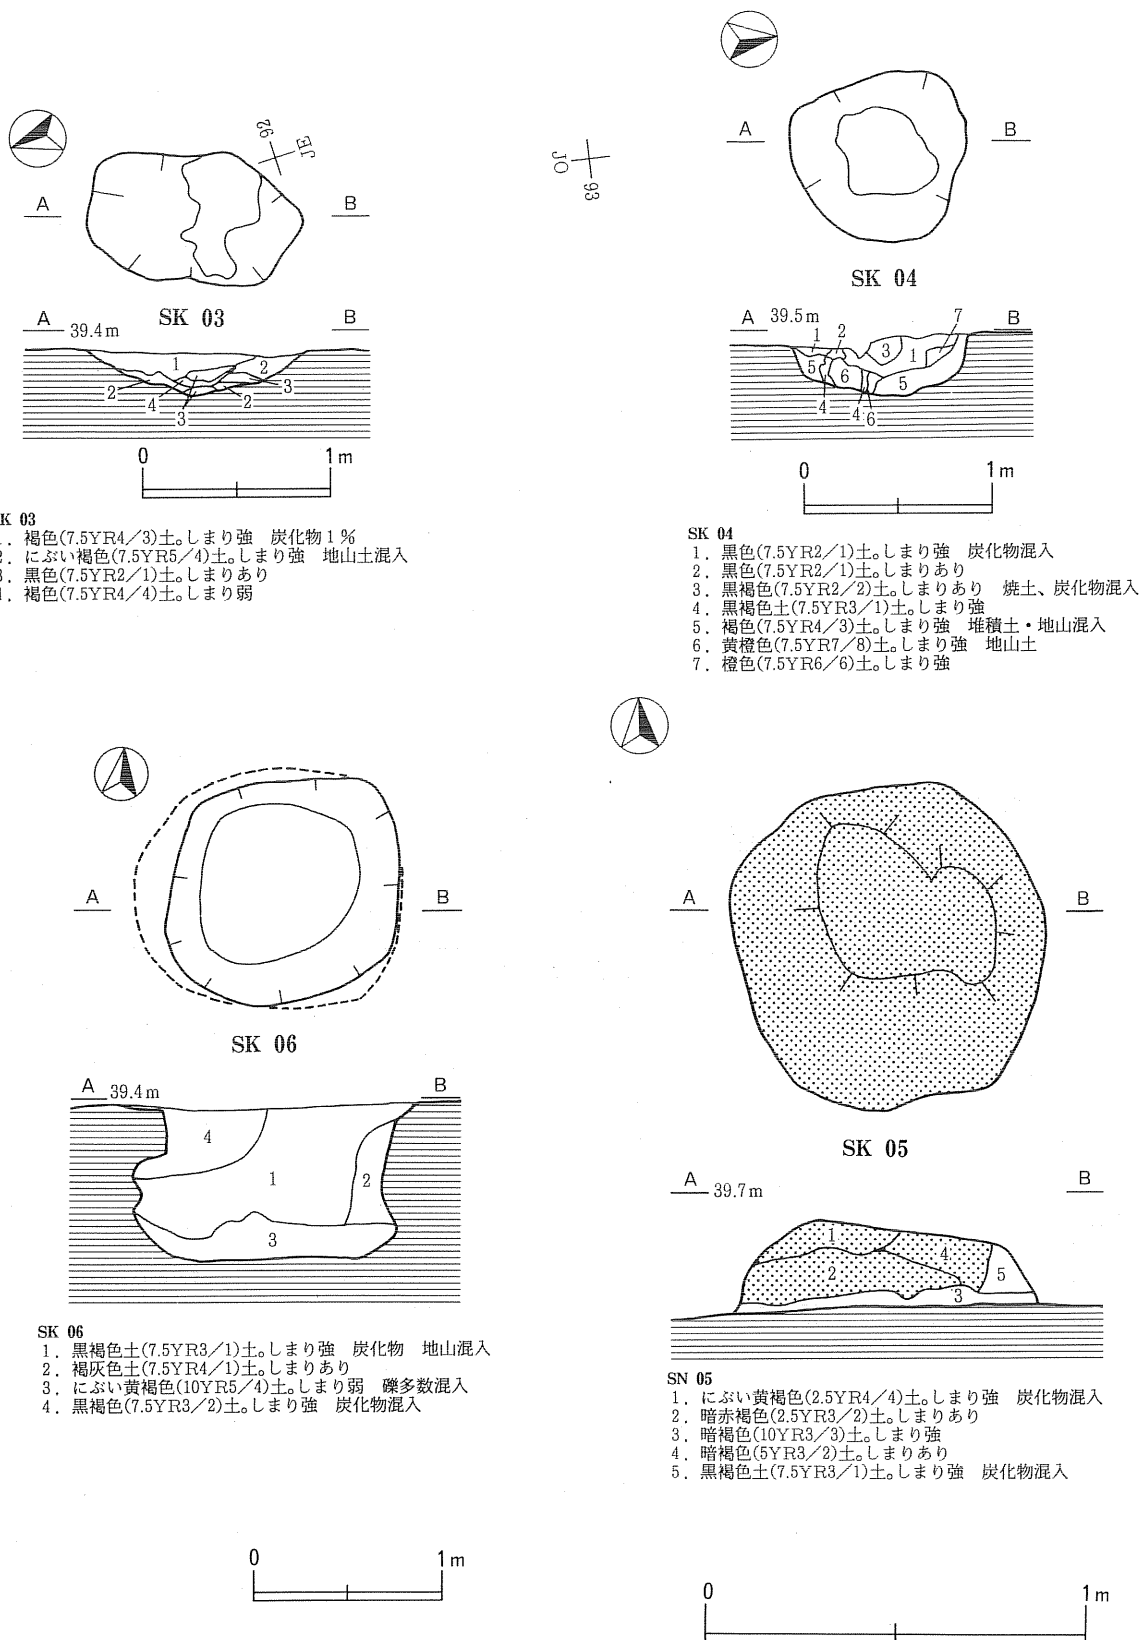 92
JE
A
B
SK 03
A 39.4m
B
1
2
2
3
4
2
3
0
1m
K 03
. 褐色(7.5YR4／3)土。しまり強　炭化物1％
2. にぶい褐色(7.5YR5／4)土。しまり強　地山土混入
3. 黒色(7.5YR2／1)土。しまりあり
. 褐色(7.5YR4／4)土。しまり弱
JO
93
A
B
SK 04
A 39.5m
B
1
2
7
3
1
5
6
5
4
4
6
0
1m
SK 04
1. 黒色(7.5YR2／1)土。しまり強　炭化物混入
2. 黒色(7.5YR2／1)土。しまりあり
3. 黒褐色(7.5YR2／2)土。しまりあり　焼土、炭化物混入
4. 黒褐色土(7.5YR3／1)土。しまり強
5. 褐色(7.5YR4／3)土。しまり強　堆積土・地山混入
6. 黄橙色(7.5YR7／8)土。しまり強　地山土
7. 橙色(7.5YR6／6)土。しまり強
A
B
SK 06
A 39.4m
B
4
1
2
3
SK 06
1. 黒褐色土(7.5YR3／1)土。しまり強　炭化物　地山混入
2. 褐灰色土(7.5YR4／1)土。しまりあり
3. にぶい黄褐色(10YR5／4)土。しまり弱　礫多数混入
4. 黒褐色(7.5YR3／2)土。しまり強　炭化物混入
0
1m
A
B
SK 05
A 39.7m
B
1
4
2
5
3
SN 05
1. にぶい黄褐色(2.5YR4／4)土。しまり強　炭化物混入
2. 暗赤褐色(2.5YR3／2)土。しまりあり
3. 暗褐色(10YR3／3)土。しまり強
4. 暗褐色(5YR3／2)土。しまりあり
5. 黒褐色土(7.5YR3／1)土。しまり強　炭化物混入
0
1m